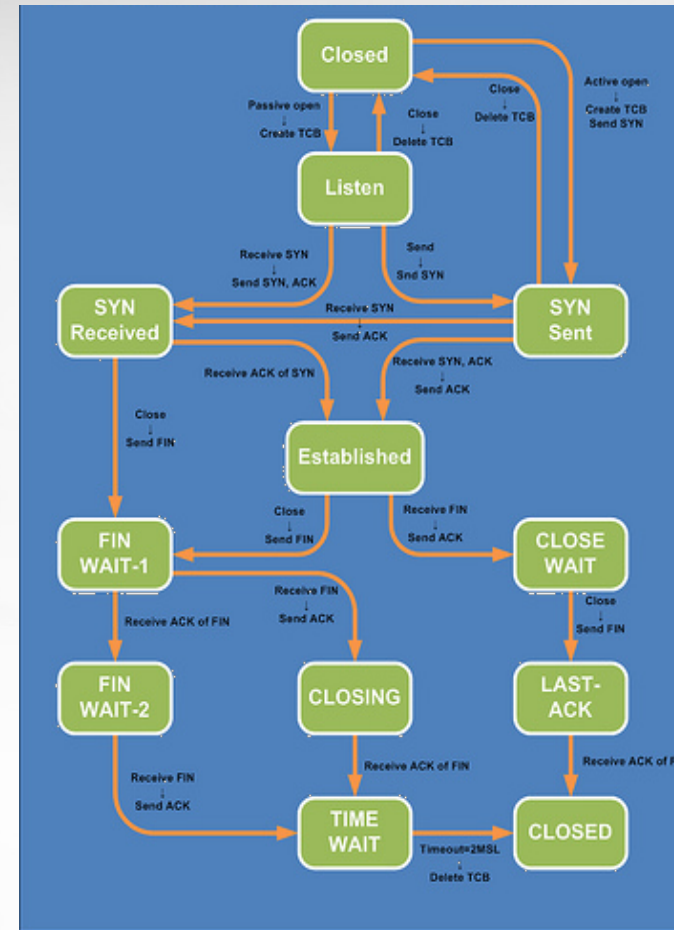 Closed
Passive open
↓
Create TCB
Close
↓
Delete TCB
Close
↓
Delete TCB
Active open
↓
Create TCB
Send SYN
Listen
Receive SYN
↓
Send SYN, ACK
Send
↓
Snd SYN
SYN
Received
Receive SYN
↓
Send ACK
SYN
Sent
Receive ACK of SYN
Receive SYN, ACK
↓
Send ACK
Close
↓
Send FIN
Established
Close
↓
Send FIN
Receive FIN
↓
Send ACK
FIN
WAIT-1
CLOSE
WAIT
Receive FIN
↓
Send ACK
Close
↓
Send FIN
Receive ACK of FIN
FIN
WAIT-2
CLOSING
LAST-
ACK
Receive FIN
↓
Send ACK
Receive ACK of FIN
Receive ACK of F
TIME
WAIT
Timeout=2MSL
↓
Delete TCB
CLOSED